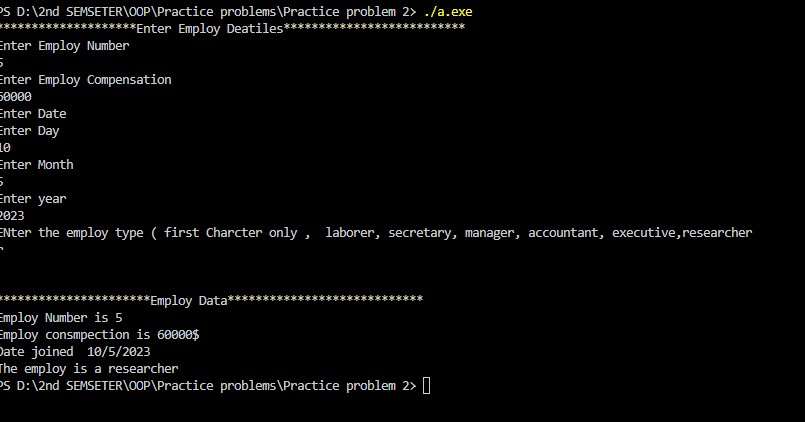 PS D:\2nd SEMSETER\OOP\Practice problems\Practice problem 2> ./a.exe
********************Enter Employ Deatiles**************************
Enter Employ Number
5
Enter Employ Compensation
60000
Enter Date
Enter Day
10
Enter Month
5
Enter year
2023
ENter the employ type ( first Charcter only ,  laborer, secretary, manager, accountant, executive,researcher
r
**********************Employ Data****************************
Employ Number is 5
Employ consmpection is 60000$
Date joined  10/5/2023
The employ is a researcher
PS D:\2nd SEMSETER\OOP\Practice problems\Practice problem 2>